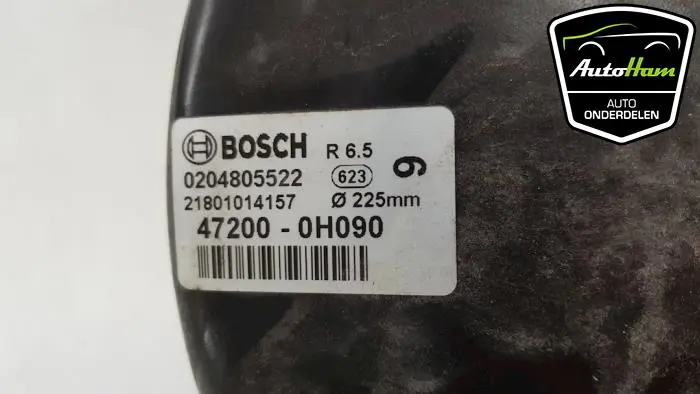 BOSCH R 6.5
0204805522 623 6
21801014157 Ø 225mm
47200 - 0H090
AutoHam
AUTO
ONDERDELEN